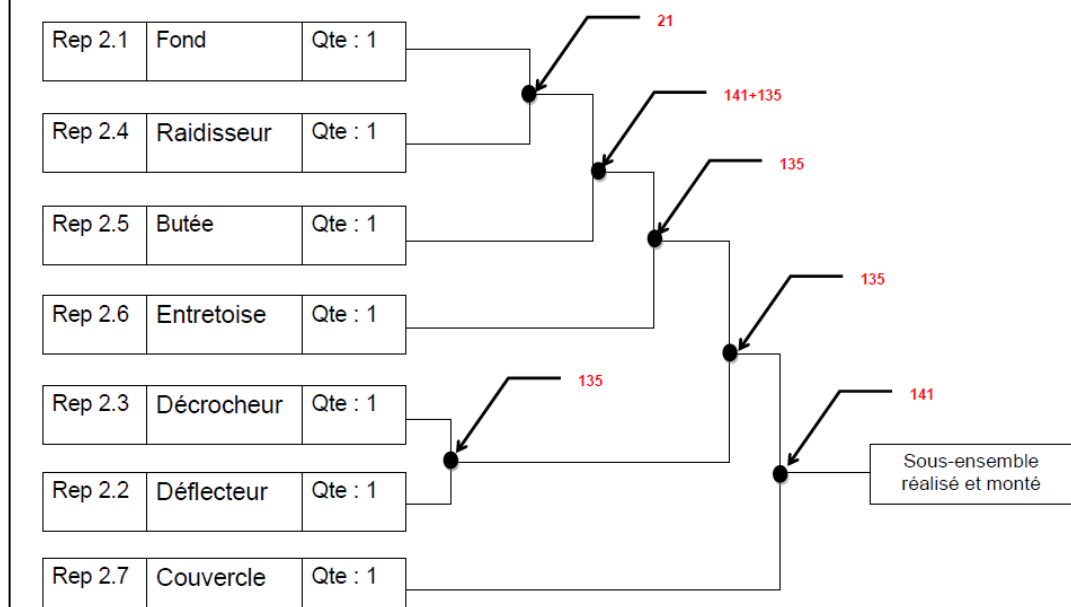 21
Rep 2.1 Fond Qte : 1
141+135
Rep 2.4 Raidisseur Qte : 1
135
Rep 2.5 Butée Qte : 1
135
Rep 2.6 Entretoise Qte : 1
135
Rep 2.3 Décrocheur Qte : 1
141
Sous-ensemble
réalisé et monté
Rep 2.2 Déflecteur Qte : 1
Rep 2.7 Couvercle Qte : 1